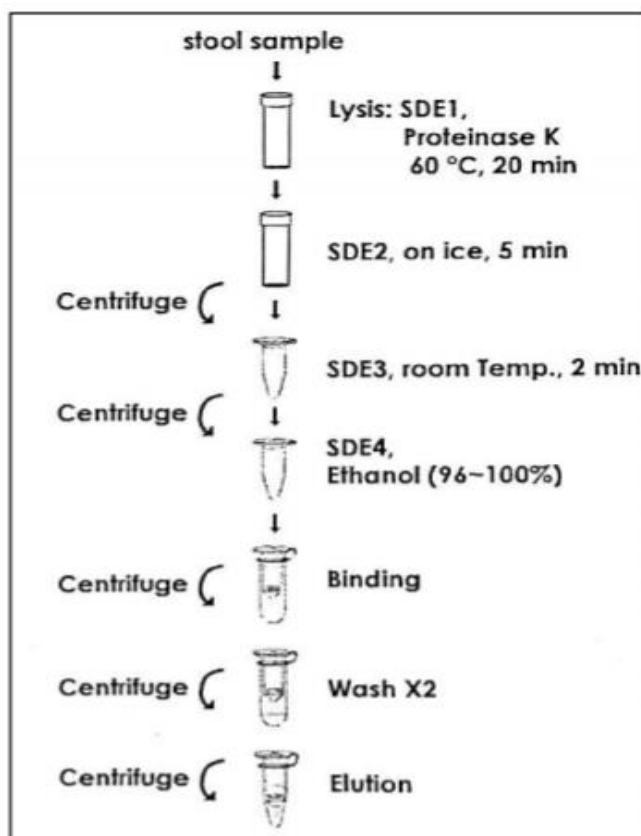 stool sample
Lysis: SDE1,
Proteinase K
60 °C, 20 min
SDE2, on ice, 5 min
Centrifuge
SDE3, room Temp., 2 min
Centrifuge
SDE4,
Ethanol (96~100%)
Centrifuge
Binding
Centrifuge
Wash X2
Centrifuge
Elution